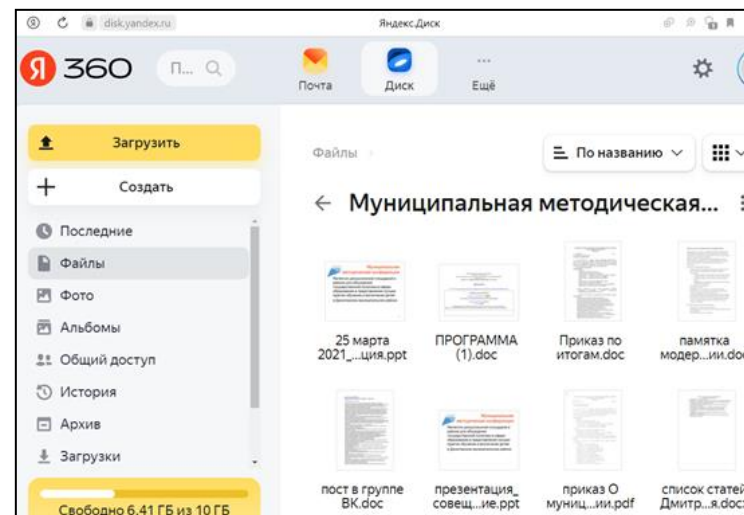 disk.yandex.ru
Яндекс.Диск
Я 360
П...
Почта
Диск
Ещё
Загрузить
Создать
Последние
Файлы
Фото
Альбомы
Общий доступ
История
Архив
Загрузки
Свободно 6.41 ГБ из 10 ГБ
Файлы
По названию
Муниципальная методическая...
25 марта
2021_...ция.ppt
ПРОГРАММА
(1).doc
Приказ по
итогам.doc
памятка
модер...ии.doc
пост в группе
ВК.doc
презентация_
совещ...ие.ppt
приказ О
муниц...ии.pdf
список статей
Дмитр...я.docx